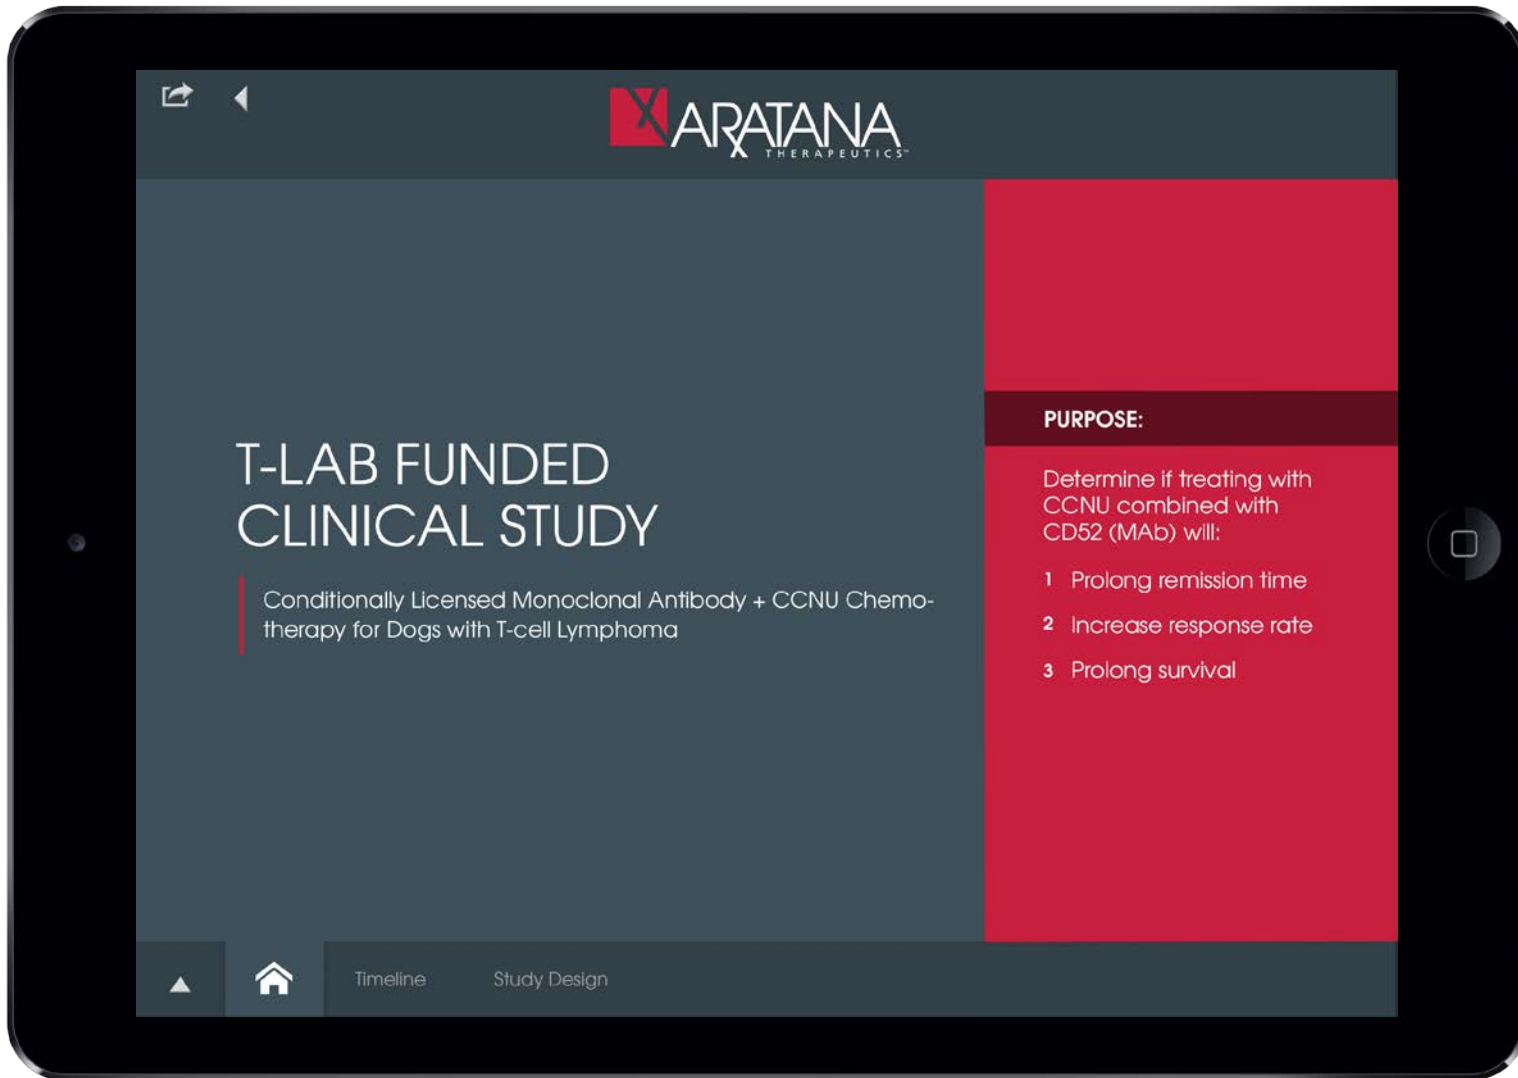 ARATANA
THERAPEUTICS™
T-LAB FUNDED
CLINICAL STUDY
Conditionally Licensed Monoclonal Antibody + CCNU Chemo-
therapy for Dogs with T-cell Lymphoma
PURPOSE:
Determine if treating with
CCNU combined with
CD52 (MAb) will:
1 Prolong remission time
2 Increase response rate
3 Prolong survival
Timeline Study Design